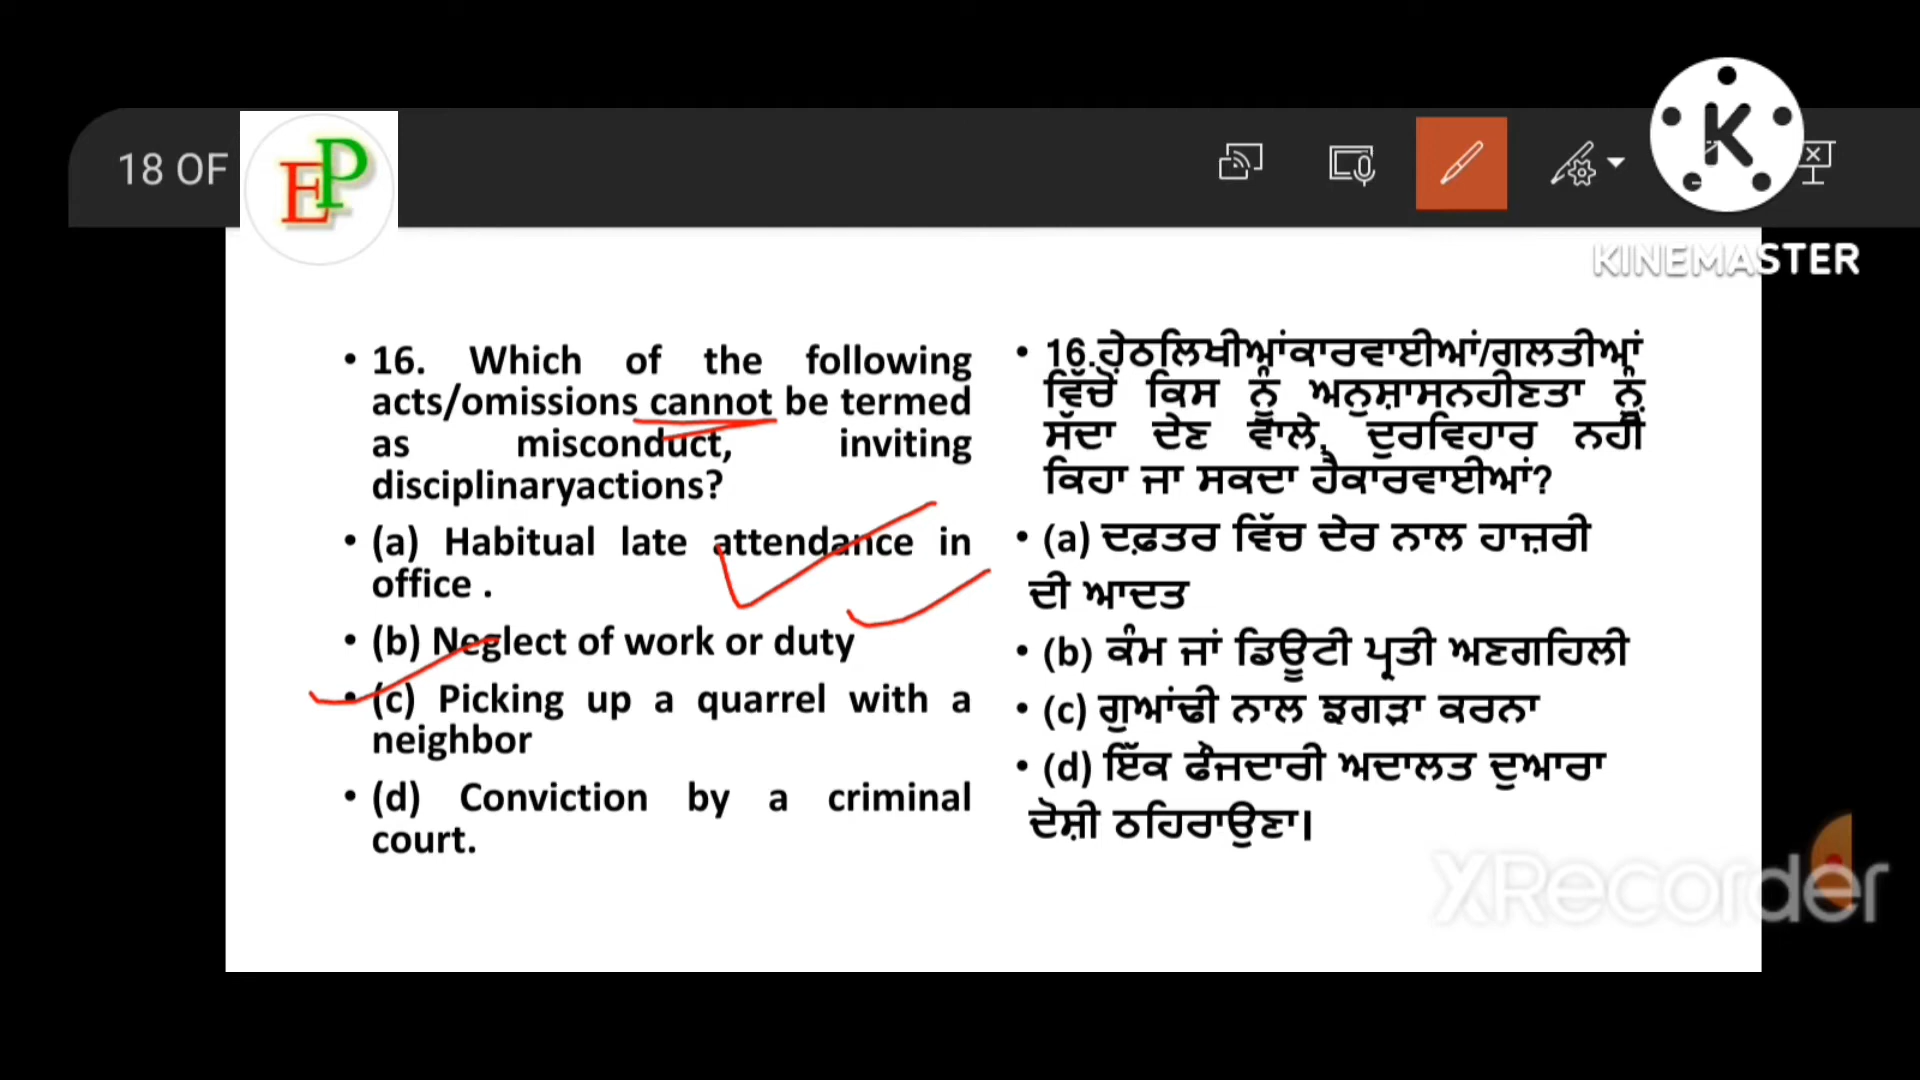 18 OF
EP
K
KINEMASTER
• 16. Which of the following
acts/omissions cannot be termed
as misconduct, inviting
disciplinaryactions?
• (a) Habitual late attendance in
office .
• (b) Neglect of work or duty
• (c) Picking up a quarrel with a
neighbor
• (d) Conviction by a criminal
court.
• 16.ਹੇਠਲਿਖੀਆਂਕਾਰਵਾਈਆਂ/ਗਲਤੀਆਂ
ਵਿੱਚੋਂ ਕਿਸ ਨੂੰ ਅਨੁਸ਼ਾਸਨਹੀਣਤਾ ਨੂੰ
ਸੱਦਾ ਦੇਣ ਵਾਲੇ, ਦੁਰਵਿਹਾਰ ਨਹੀਂ
ਕਿਹਾ ਜਾ ਸਕਦਾ ਹੈਕਾਰਵਾਈਆਂ?
• (a) ਦਫ਼ਤਰ ਵਿੱਚ ਦੇਰ ਨਾਲ ਹਾਜ਼ਰੀ
ਦੀ ਆਦਤ
• (b) ਕੰਮ ਜਾਂ ਡਿਊਟੀ ਪ੍ਰਤੀ ਅਣਗਹਿਲੀ
• (c) ਗੁਆਂਢੀ ਨਾਲ ਝਗੜਾ ਕਰਨਾ
• (d) ਇੱਕ ਫੌਜਦਾਰੀ ਅਦਾਲਤ ਦੁਆਰਾ
ਦੋਸ਼ੀ ਠਹਿਰਾਉਣਾ।
XRecorder